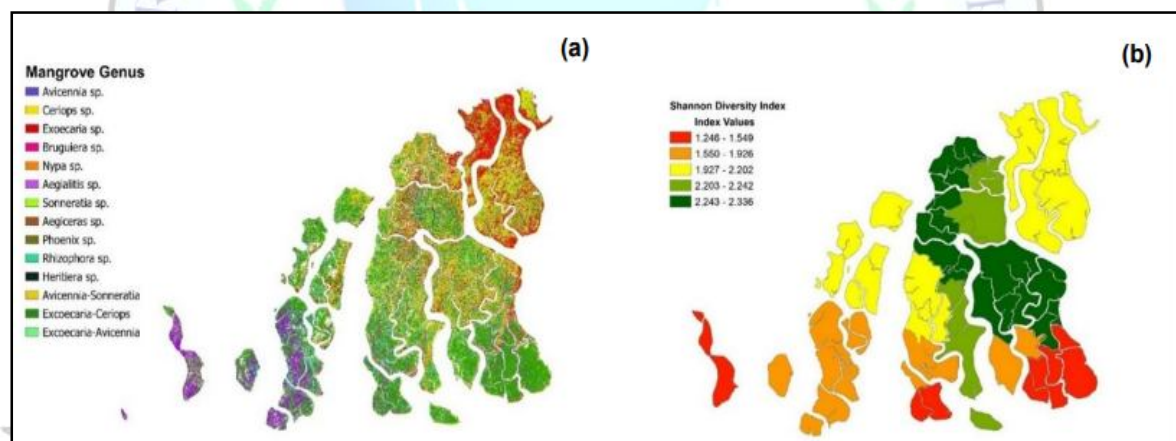 (a)
Mangrove Genus
Avicennia sp.
Ceriops sp.
Exoecaria sp.
Bruguiera sp.
Nypa sp.
Aegialitis sp.
Sonneratia sp.
Aegiceras sp.
Phoenix sp.
Rhizophora sp.
Heritiera sp.
Avicennia-Sonneratia
Excoecaria-Ceriops
Excoecaria-Avicennia
(b)
Shannon Diversity Index
Index Values
1.246 - 1.549
1.550 - 1.926
1.927 - 2.202
2.203 - 2.242
2.243 - 2.336